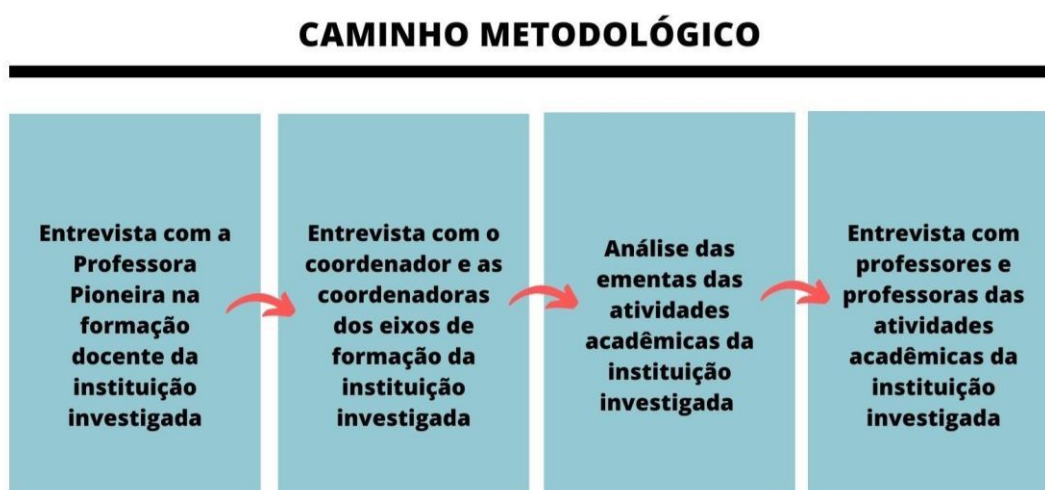 CAMINHO METODOLÓGICO
Entrevista com a
Professora
Pioneira na
formação
docente da
instituição
investigada
Entrevista com o
coordenador e as
coordenadoras
dos eixos de
formação da
instituição
investigada
Análise das
ementas das
atividades
acadêmicas da
instituição
investigada
Entrevista com
professores e
professoras das
atividades
acadêmicas da
instituição
investigada